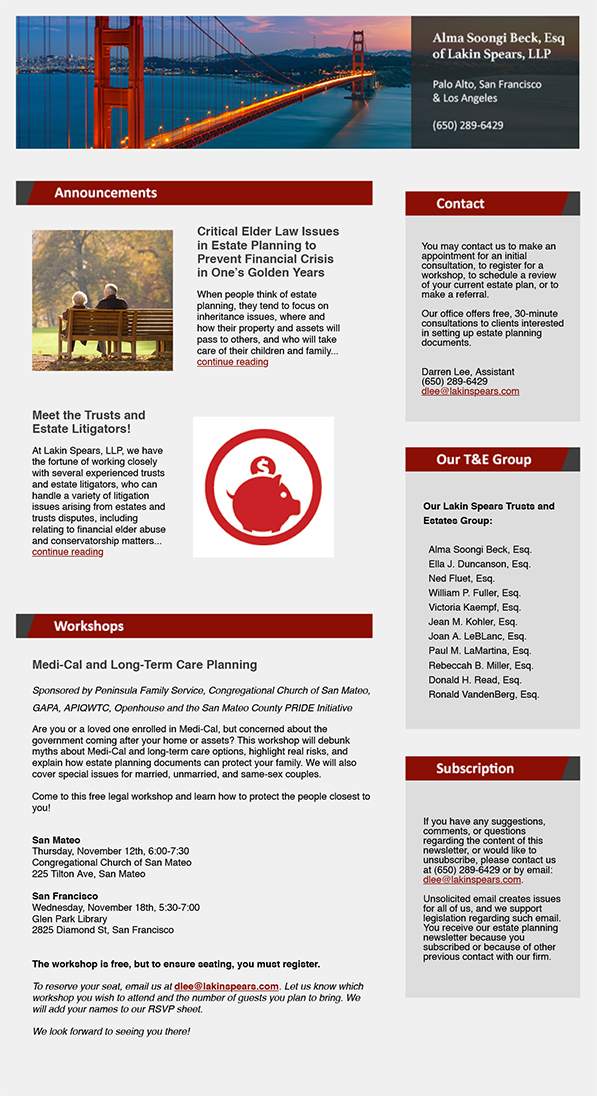 Alma Soongi Beck, Esq
of Lakin Spears, LLP
Palo Alto, San Francisco
& Los Angeles
(650) 289-6429
Announcements
Critical Elder Law Issues
in Estate Planning to
Prevent Financial Crisis
in One's Golden Years
When people think of estate
planning, they tend to focus on
inheritance issues, where and
how their property and assets will
pass to others, and who will take
care of their children and family...
continue reading
Meet the Trusts and
Estate Litigators!
At Lakin Spears, LLP, we have
the fortune of working closely
with several experienced trusts
and estate litigators, who can
handle a variety of litigation
issues arising from estates and
trusts disputes, including
relating to financial elder abuse
and conservatorship matters...
continue reading
$
Workshops
Medi-Cal and Long-Term Care Planning
Sponsored by Peninsula Family Service, Congregational Church of San Mateo,
GAPA, APIQWTC, Openhouse and the San Mateo County PRIDE Initiative
Are you or a loved one enrolled in Medi-Cal, but concerned about the
government coming after your home or assets? This workshop will debunk
myths about Medi-Cal and long-term care options, highlight real risks, and
explain how estate planning documents can protect your family. We will also
cover special issues for married, unmarried, and same-sex couples.
Come to this free legal workshop and learn how to protect the people closest to
you!
San Mateo
Thursday, November 12th, 6:00-7:30
Congregational Church of San Mateo
225 Tilton Ave, San Mateo
San Francisco
Wednesday, November 18th, 5:30-7:00
Glen Park Library
2825 Diamond St, San Francisco
The workshop is free, but to ensure seating, you must register.
To reserve your seat, email us at dlee@lakinspears.com. Let us know which
workshop you wish to attend and the number of guests you plan to bring. We
will add your names to our RSVP sheet.
We look forward to seeing you there!
Contact
You may contact us to make an
appointment for an initial
consultation, to register for a
workshop, to schedule a review
of your current estate plan, or to
make a referral.
Our office offers free, 30-minute
consultations to clients interested
in setting up estate planning
documents.
Darren Lee, Assistant
(650) 289-6429
dlee@lakinspears.com
Our T&E Group
Our Lakin Spears Trusts and
Estates Group:
Alma Soongi Beck, Esq.
Ella J. Duncanson, Esq.
Ned Fluet, Esq.
William P. Fuller, Esq.
Victoria Kaempf, Esq.
Jean M. Kohler, Esq.
Joan A. LeBLanc, Esq.
Paul M. LaMartina, Esq.
Rebeccah B. Miller, Esq.
Donald H. Read, Esq.
Ronald VandenBerg, Esq.
Subscription
If you have any suggestions,
comments, or questions
regarding the content of this
newsletter, or would like to
unsubscribe, please contact us
at (650) 289-6429 or by email:
dlee@lakinspears.com.
Unsolicited email creates issues
for all of us, and we support
legislation regarding such email.
You receive our estate planning
newsletter because you
subscribed or because of other
previous contact with our firm.